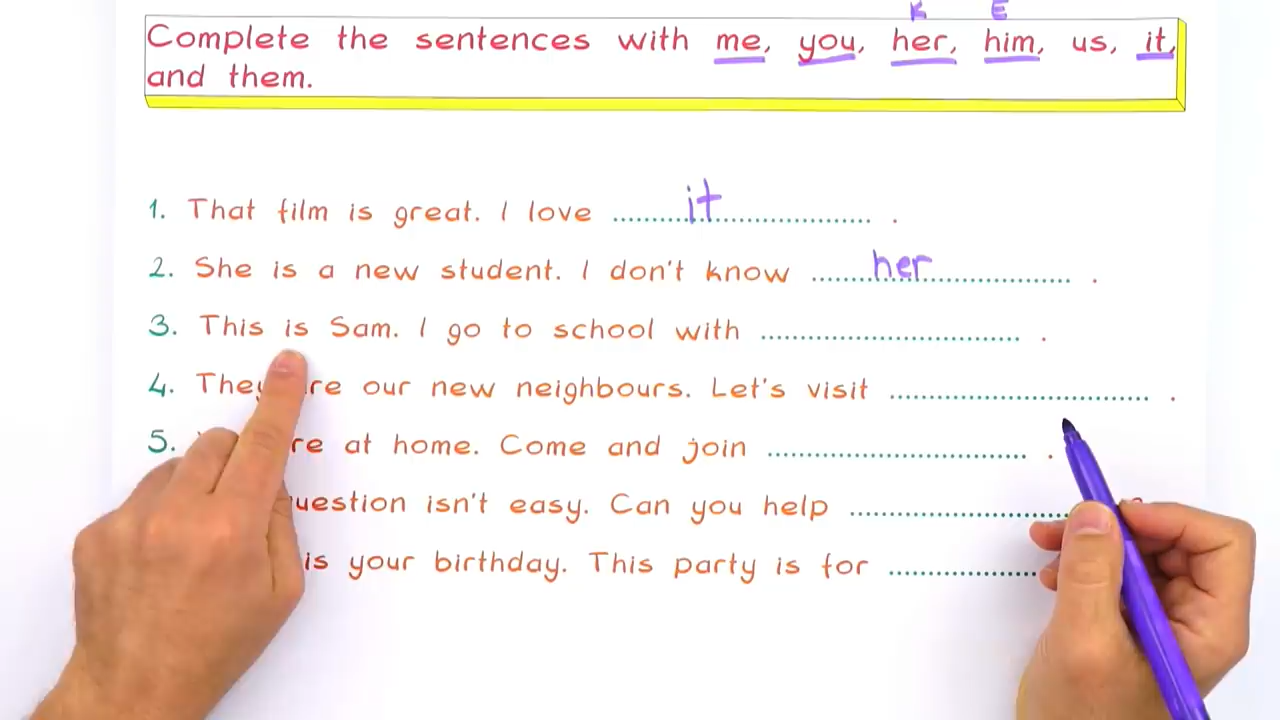 K E
Complete the sentences with me, you, her, him, us, it,
and them.
1. That film is great. I love ........ it ........ .
2. She is a new student. I don't know ........ her ........ .
3. This is Sam. I go to school with ........ .
4. They are our new neighbours. Let's visit ........ .
5. at home. Come and join ........ .
question isn't easy. Can you help ........
is your birthday. This party is for ........